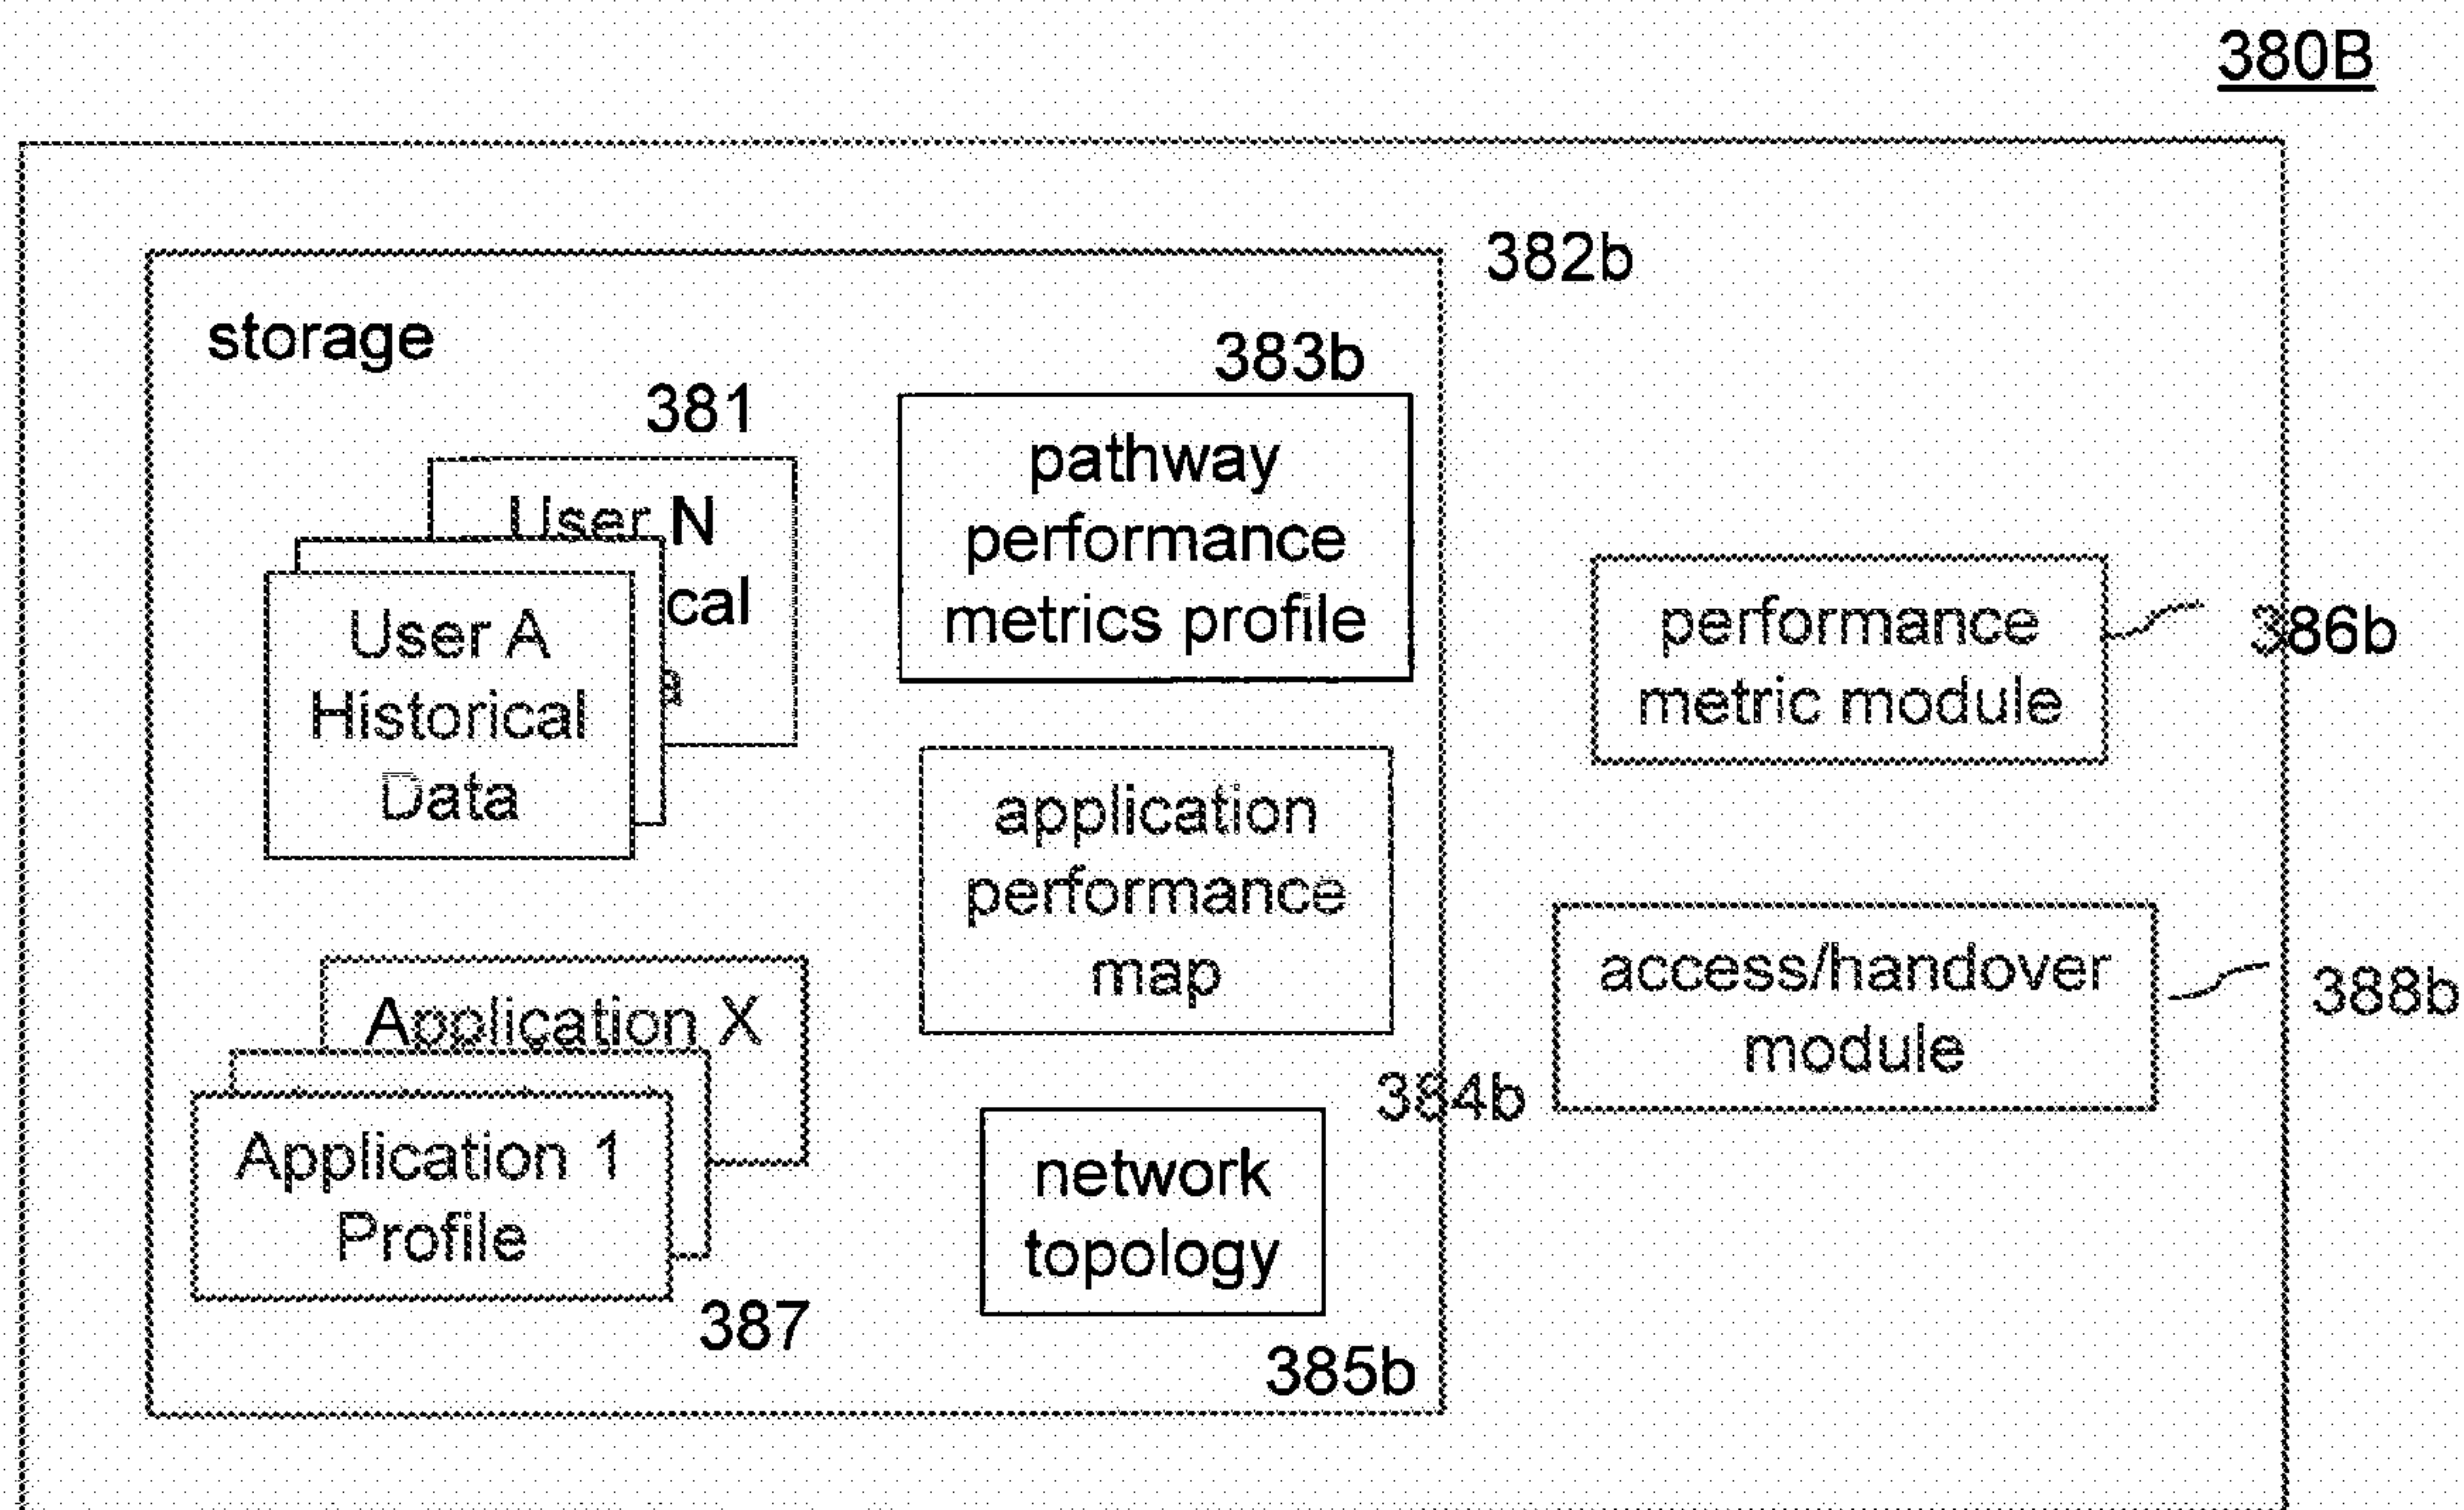 380B
382b
storage
383b
381
pathway
performance
metrics profile
User N
cal
User A
Historical
Data
performance
metric module
386b
application
performance
map
access/handover
module
388b
Application X
384b
Application 1
Profile
387
network
topology
385b